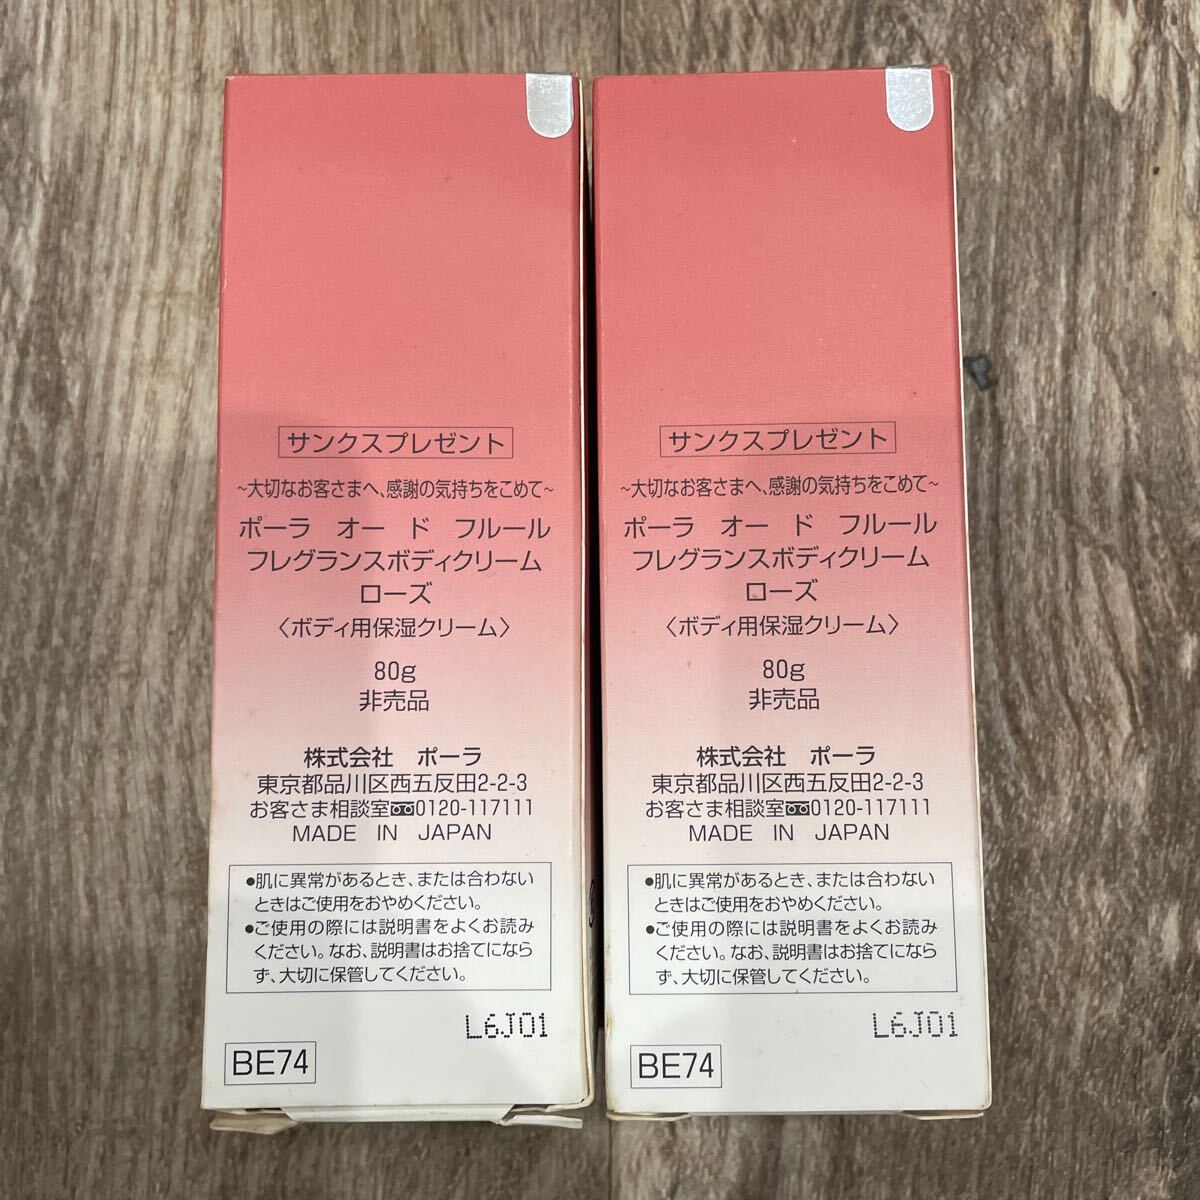 サンクスプレゼント
~大切なお客さまへ、感謝の気持ちをこめて~
ポーラ オー ド フルール
フレグランスボディクリーム
ローズ
〈ボディ用保湿クリーム〉
80g
非売品
株式会社 ポーラ
東京都品川区西五反田2-2-3
お客さま相談室0120-117111
MADE IN JAPAN
●肌に異常があるとき、または合わない
ときはご使用をおやめください。
●ご使用の際には説明書をよくお読み
ください。なお、説明書はお捨てになら
ず、大切に保管してください。
L6J01
BE74
サンクスプレゼント
~大切なお客さまへ、感謝の気持ちをこめて~
ポーラ オー ド フルール
フレグランスボディクリーム
ローズ
〈ボディ用保湿クリーム〉
80g
非売品
株式会社 ポーラ
東京都品川区西五反田2-2-3
お客さま相談室0120-117111
MADE IN JAPAN
●肌に異常があるとき、または合わない
ときはご使用をおやめください。
●ご使用の際には説明書をよくお読み
ください。なお、説明書はお捨てになら
ず、大切に保管してください。
L6J01
BE74